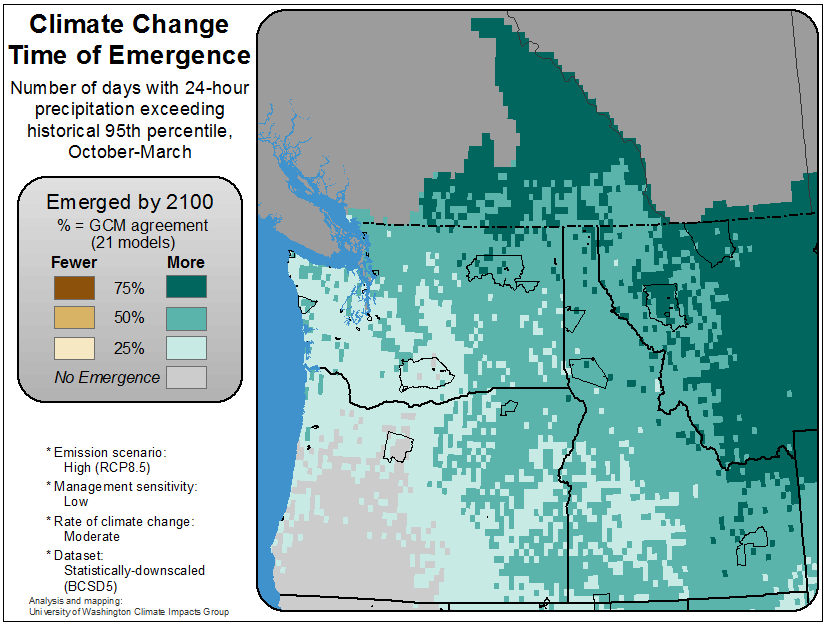 Climate Change
Time of Emergence
Number of days with 24-hour
precipitation exceeding
historical 95th percentile,
October-March
Emerged by 2100
% = GCM agreement
(21 models)
Fewer More
75%
50%
25%
No Emergence
* Emission scenario:
High (RCP8.5)
* Management sensitivity:
Low
* Rate of climate change:
Moderate
* Dataset:
Statistically-downscaled
(BCSD5)
Analysis and mapping:
University of Washington Climate Impacts Group